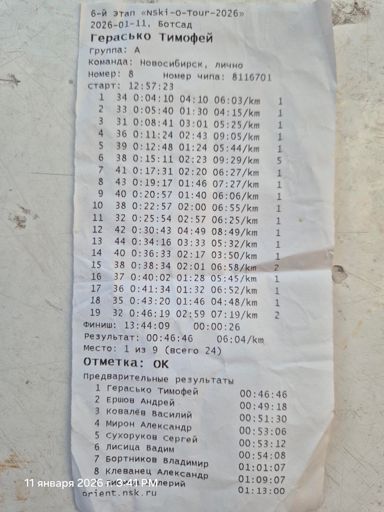 6-й этап «NSki-O-Tour-2026»
2026-01-11, Ботсад
Герасько Тимофей
Группа: А
Команда: Новосибирск, лично
Номер: 8 Номер чипа: 8116701
старт: 12:57:23
1 34 0:04:10 04:10 06:03/km 1
2 33 0:05:40 01:30 04:15/km 1
3 31 0:08:41 03:01 05:25/km 1
4 36 0:11:24 02:43 09:05/km 1
5 39 0:12:48 01:24 05:44/km 1
6 38 0:15:11 02:23 09:29/km 5
7 41 0:17:31 02:20 06:27/km 1
8 43 0:19:17 01:46 07:27/km 1
9 40 0:20:57 01:40 06:06/km 1
10 38 0:22:57 02:00 06:55/km 1
11 32 0:25:54 02:57 06:25/km 1
12 42 0:30:43 04:49 08:49/km 1
13 44 0:34:16 03:33 05:32/km 1
14 40 0:36:33 02:17 03:50/km 1
15 38 0:38:34 02:01 06:58/km 2
16 37 0:40:02 01:28 05:45/km 1
17 36 0:41:34 01:32 06:52/km 1
18 35 0:43:20 01:46 04:48/km 1
19 32 0:46:19 02:59 07:19/km 2
Финиш: 13:44:09 00:00:26
Результат: 00:46:46 06:04/km
Место: 1 из 9 (всего 24)
Отметка: OK
Предварительные результаты
1 Герасько Тимофей 00:46:46
2 Ершов Андрей 00:49:18
3 Ковалёв Василий 00:51:30
4 Мирон Александр 00:53:06
5 Сухоруков Сергей 00:53:12
6 Лисица Вадим 00:54:08
7 Бортников Владимир 01:01:07
8 Клеванец Александр 01:09:07
01:13:00
11 января 2026 г. 3:41 PM
orient.nsk.ru